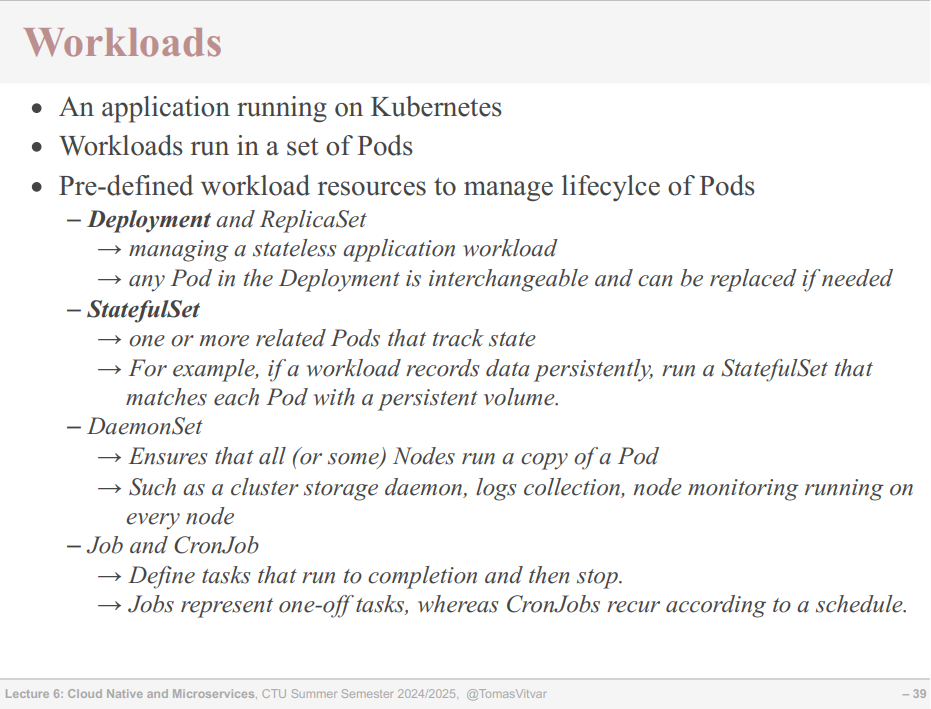 Workloads
• An application running on Kubernetes
• Workloads run in a set of Pods
• Pre-defined workload resources to manage lifecylce of Pods
– Deployment and ReplicaSet
→ managing a stateless application workload
→ any Pod in the Deployment is interchangeable and can be replaced if needed
– StatefulSet
→ one or more related Pods that track state
→ For example, if a workload records data persistently, run a StatefulSet that
matches each Pod with a persistent volume.
– DaemonSet
→ Ensures that all (or some) Nodes run a copy of a Pod
→ Such as a cluster storage daemon, logs collection, node monitoring running on
every node
– Job and CronJob
→ Define tasks that run to completion and then stop.
→ Jobs represent one-off tasks, whereas CronJobs recur according to a schedule.
Lecture 6: Cloud Native and Microservices, CTU Summer Semester 2024/2025, @TomasVitvar – 39